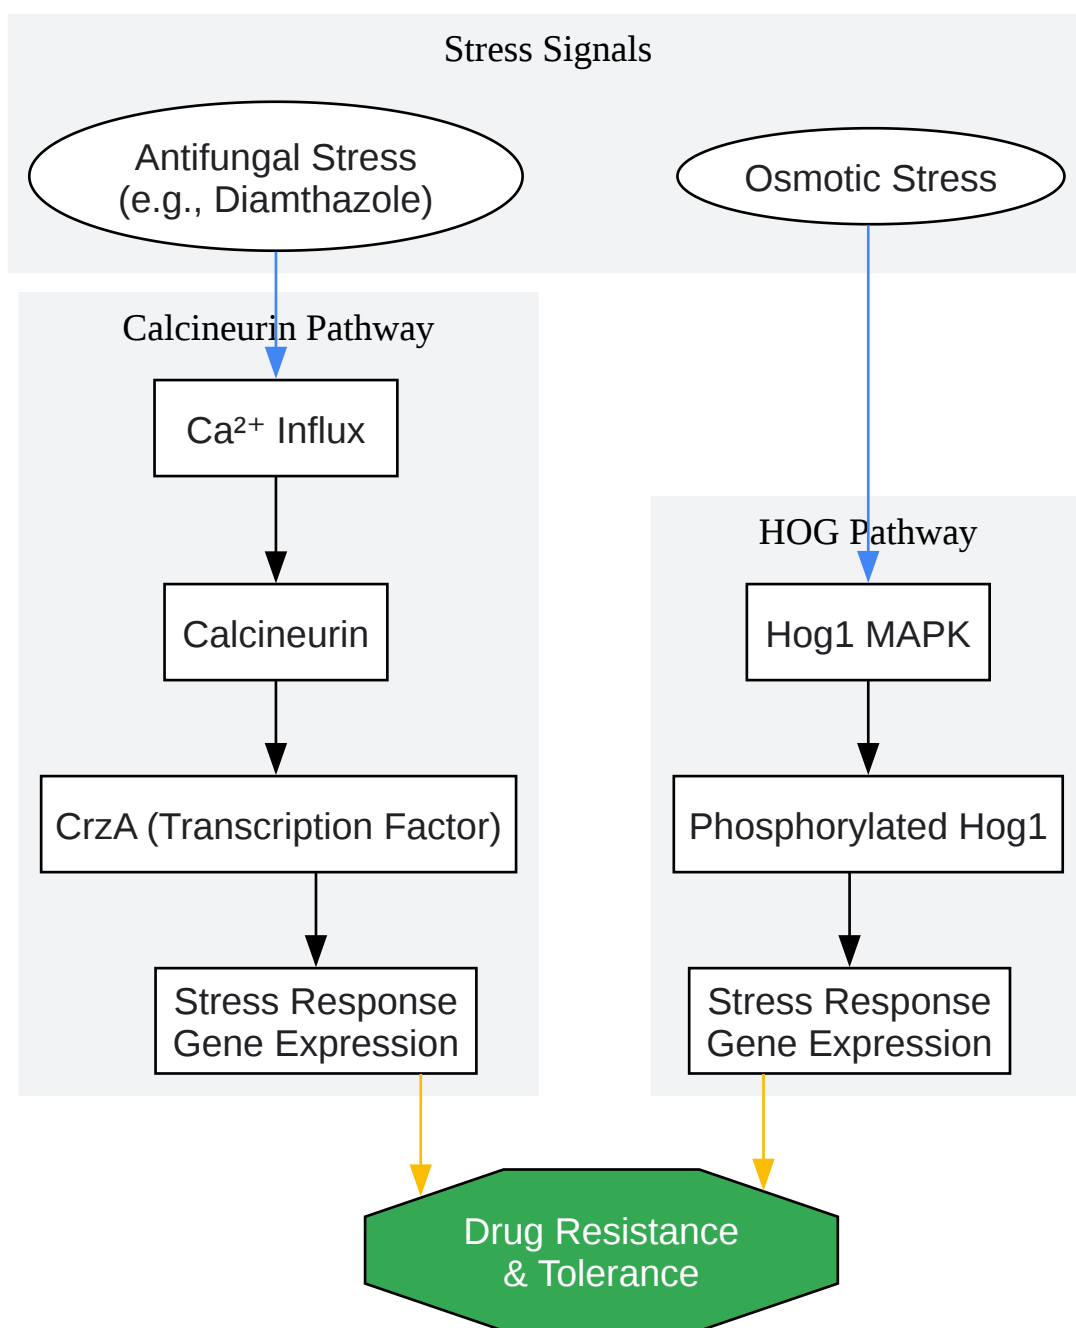 Stress Signals
Antifungal Stress
(e.g., Diamthazole)
Osmotic Stress
Calcineurin Pathway
Ca²⁺ Influx
Calcineurin
CrzA (Transcription Factor)
Stress Response
Gene Expression
HOG Pathway
Hog1 MAPK
Phosphorylated Hog1
Stress Response
Gene Expression
Drug Resistance
& Tolerance